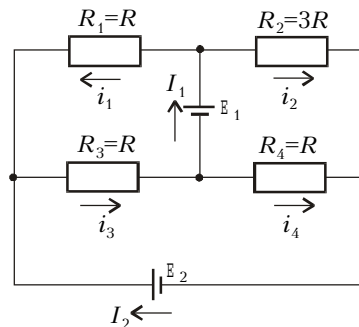 R₁=R R₂=3R
i₁ I₁ E₁ i₂
R₃=R R₄=R
i₃ i₄
E₂
I₂